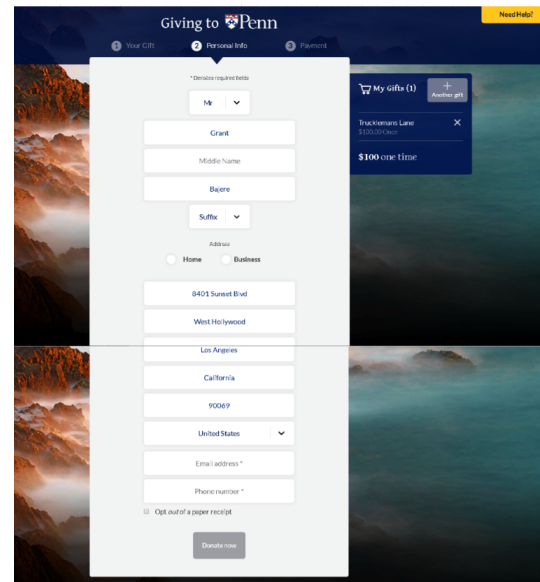 Giving to Penn
Need Help?
1 Your Gift 2 Personal Info 3 Payment
* Denotes required fields
Mr
Grant
Middle Name
Bajere
Suffix
Address
Home Business
8401 Sunset Blvd
West Hollywood
Los Angeles
California
90069
United States
Email address *
Phone number *
Opt out of a paper receipt
Donate now
My Gifts (1)
+
Another gift
Trucklemans Lane ×
$100.00 Once
$100 one time